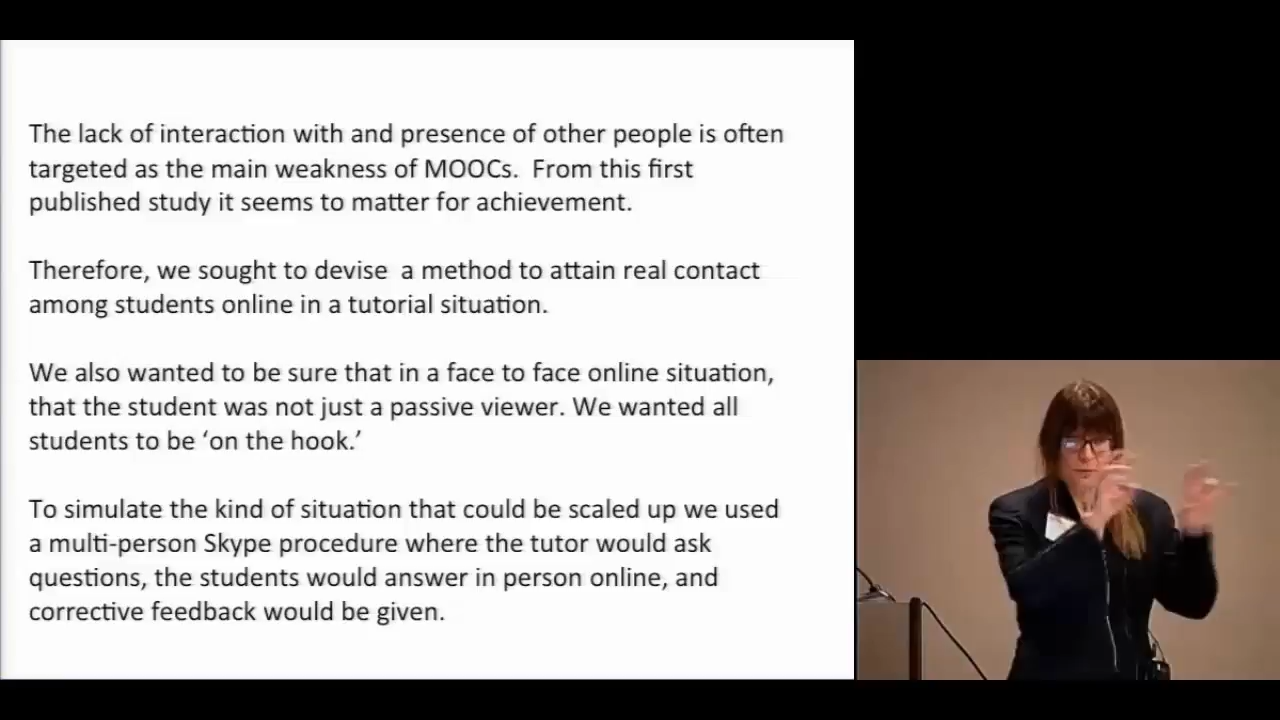 The lack of interaction with and presence of other people is often
targeted as the main weakness of MOOCs.  From this first
published study it seems to matter for achievement.
Therefore, we sought to devise  a method to attain real contact
among students online in a tutorial situation.
We also wanted to be sure that in a face to face online situation,
that the student was not just a passive viewer. We wanted all
students to be ‘on the hook.’
To simulate the kind of situation that could be scaled up we used
a multi-person Skype procedure where the tutor would ask
questions, the students would answer in person online, and
corrective feedback would be given.